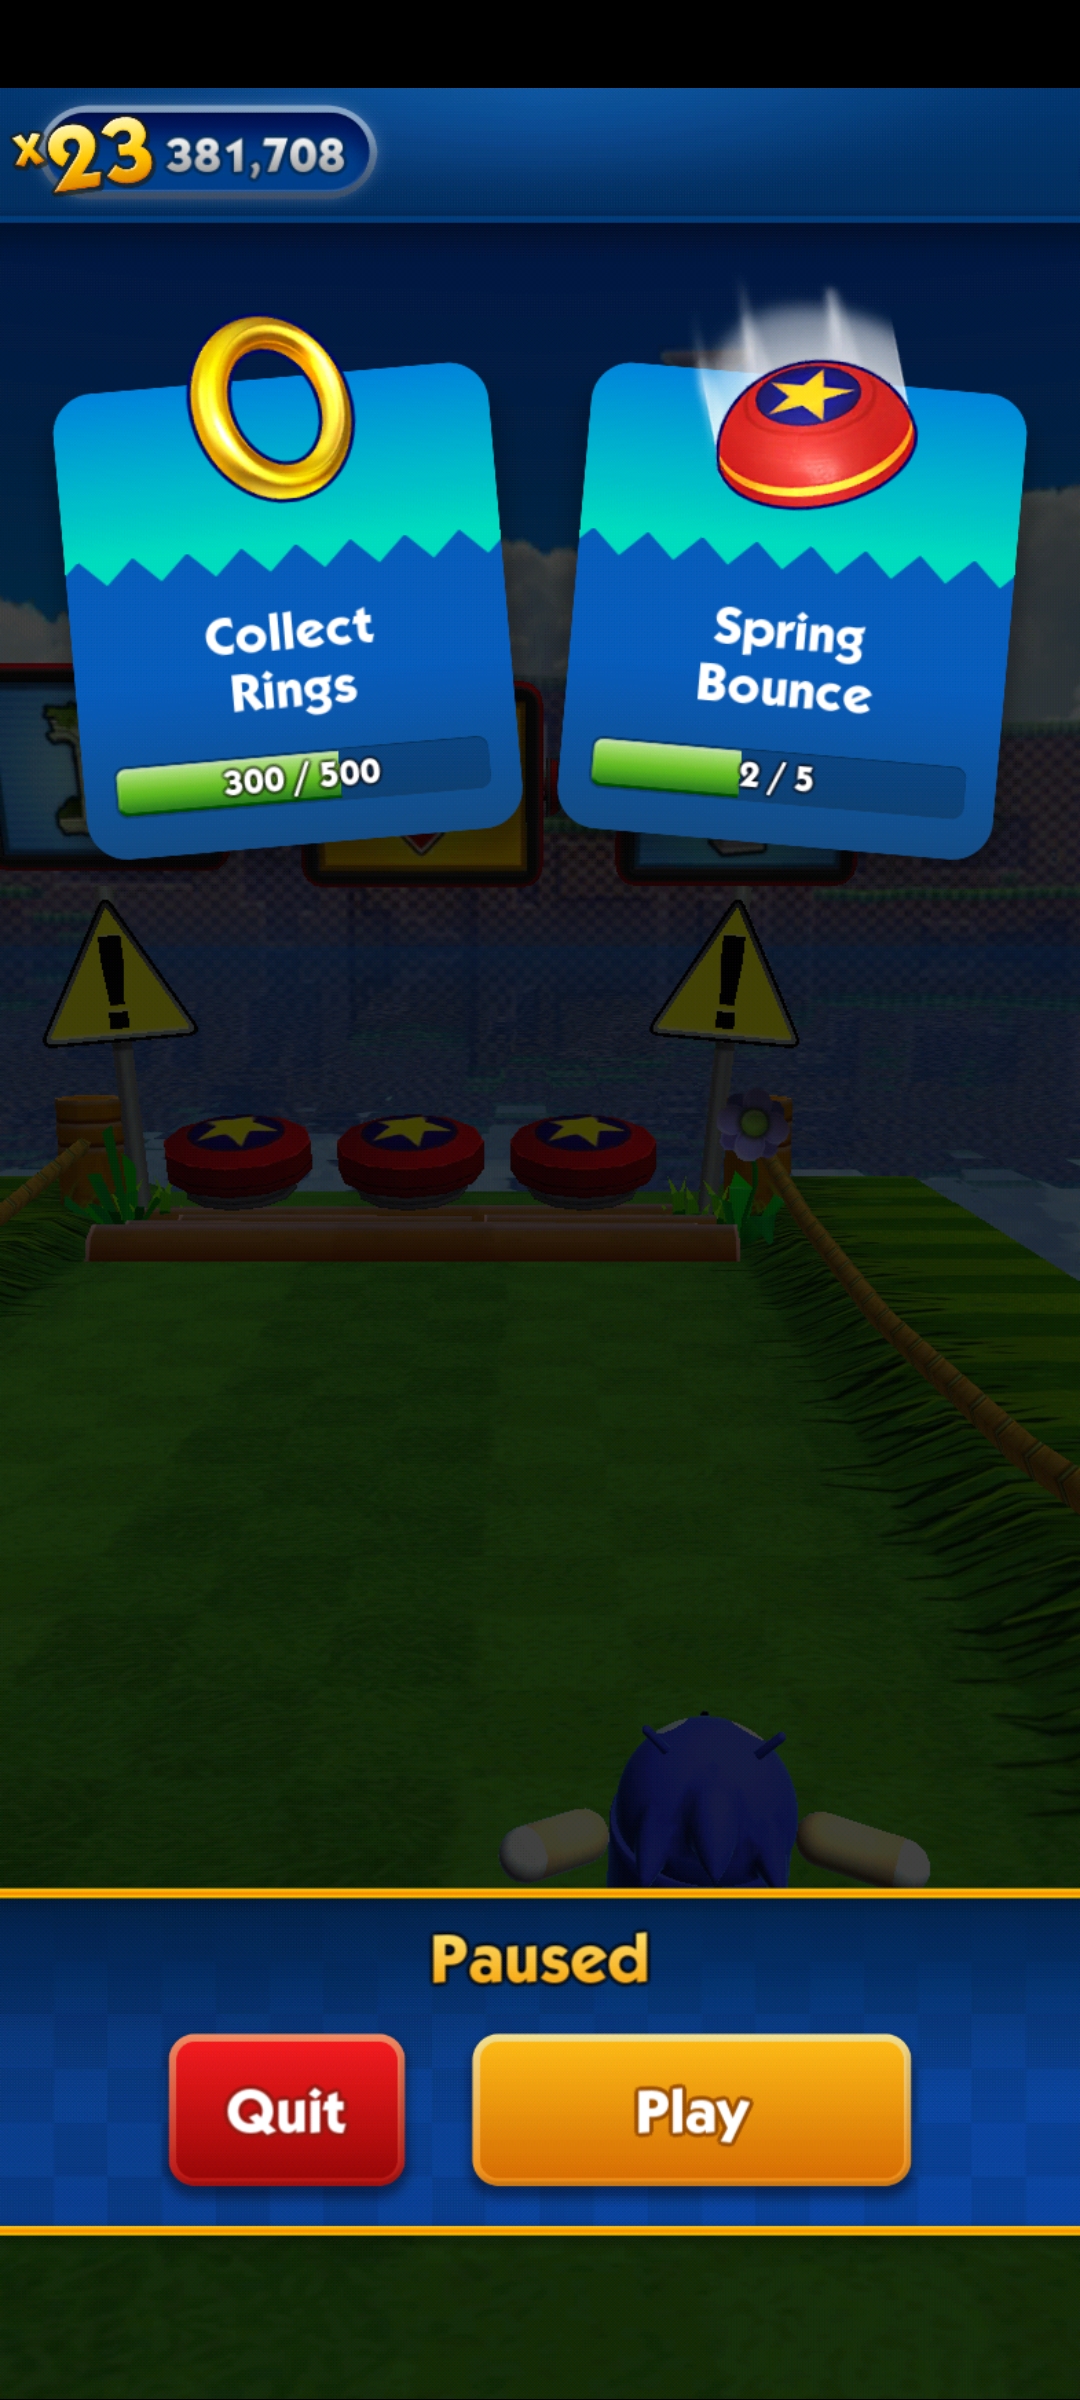 x23 381,708
Collect
Rings
300 / 500
Spring
Bounce
2 / 5
!
!
Paused
Quit
Play